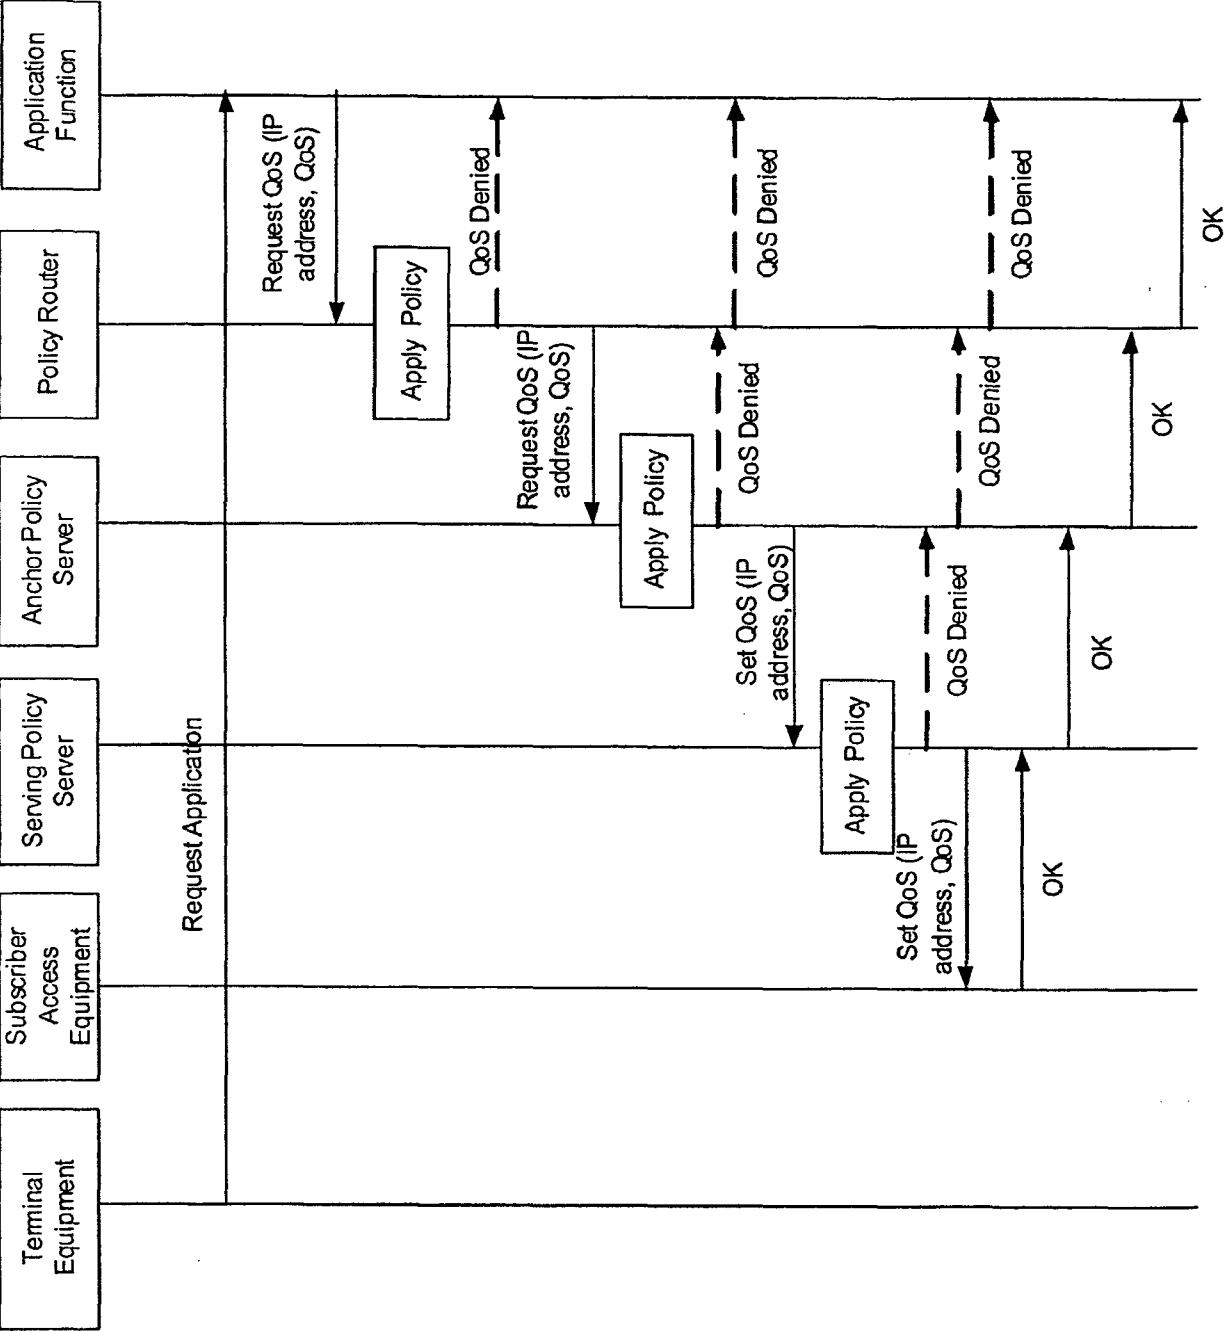 Terminal
Equipment
Subscriber
Access
Equipment
Serving Policy
Server
Anchor Policy
Server
Policy Router
Application
Function
Request Application
Request QoS (IP
address, QoS)
Apply Policy
QoS Denied
Request QoS (IP
address, QoS)
Apply Policy
QoS Denied
QoS Denied
Set QoS (IP
address, QoS)
Apply Policy
QoS Denied
QoS Denied
QoS Denied
Set QoS (IP
address, QoS)
OK
OK
OK
OK